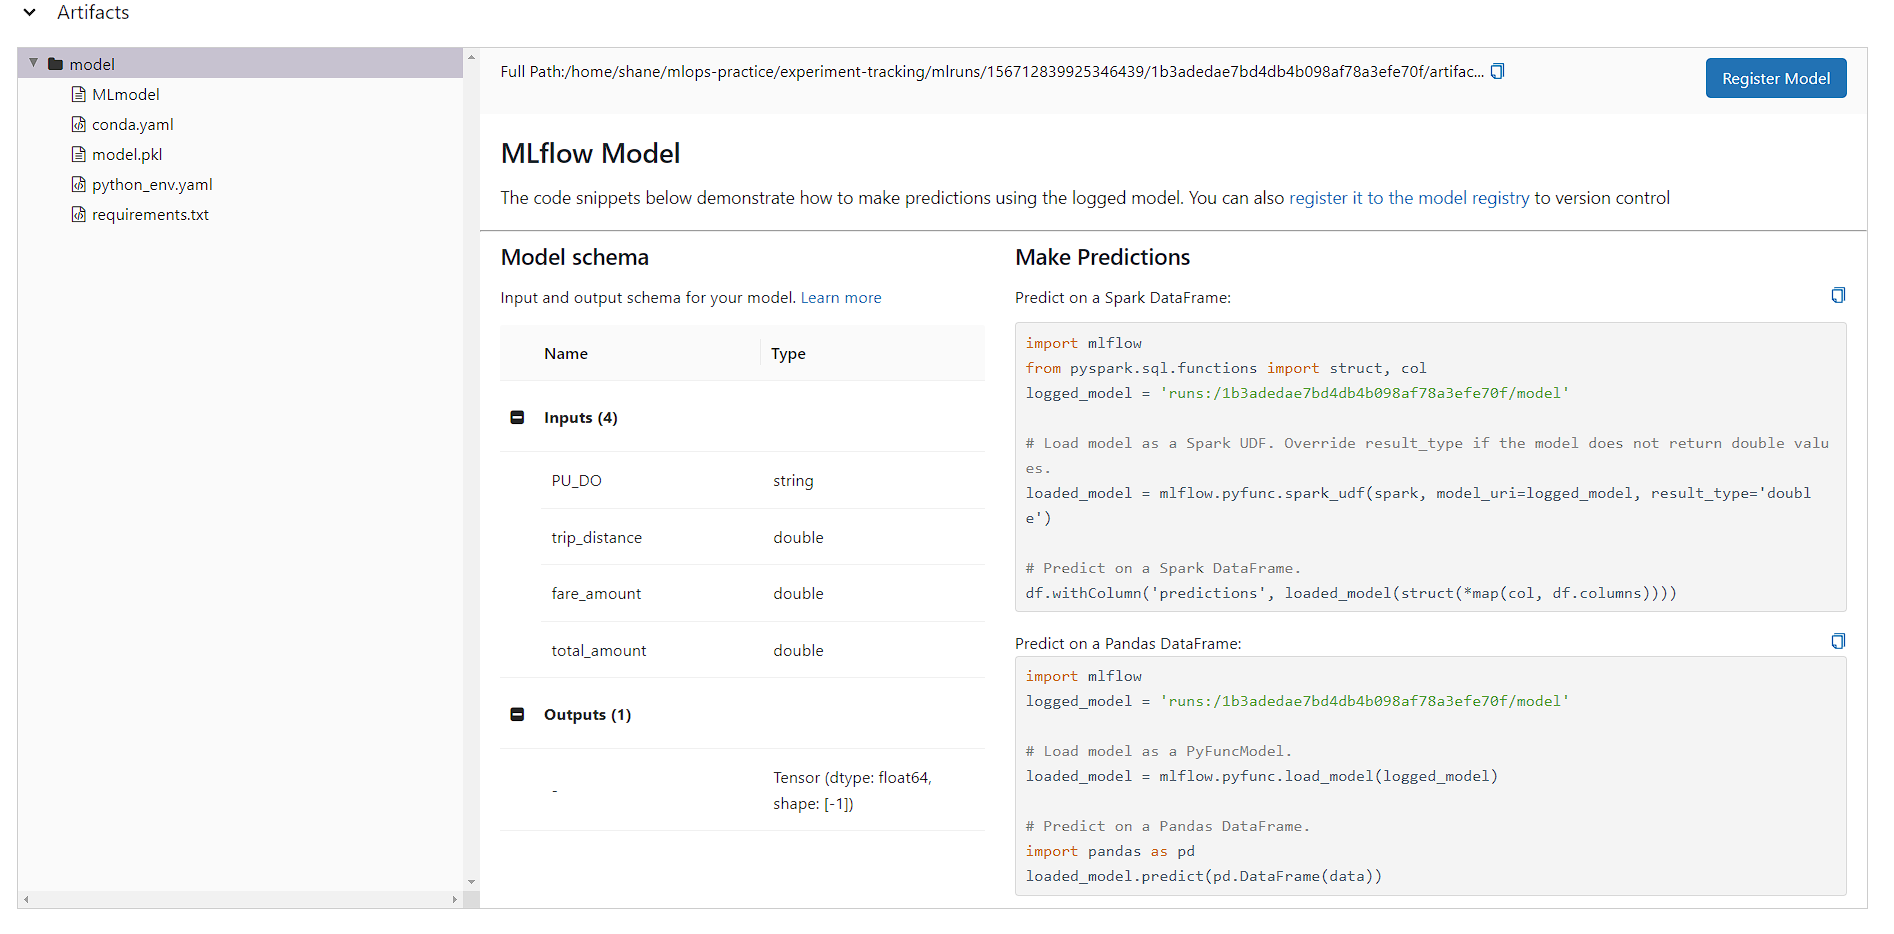 Artifacts
model
MLmodel
conda.yaml
model.pkl
python_env.yaml
requirements.txt
Full Path:/home/shane/mlops-practice/experiment-tracking/mlruns/156712839925346439/1b3adedae7bd4db4b098af78a3efe70f/artifac...
Register Model
MLflow Model
The code snippets below demonstrate how to make predictions using the logged model. You can also register it to the model registry to version control
Model schema
Input and output schema for your model. Learn more
Name Type
Inputs (4)
PU_DO string
trip_distance double
fare_amount double
total_amount double
Outputs (1)
- Tensor (dtype: float64,
shape: [-1])
Make Predictions
Predict on a Spark DataFrame:
import mlflow
from pyspark.sql.functions import struct, col
logged_model = 'runs:/1b3adedae7bd4db4b098af78a3efe70f/model'
# Load model as a Spark UDF. Override result_type if the model does not return double valu
es.
loaded_model = mlflow.pyfunc.spark_udf(spark, model_uri=logged_model, result_type='doubl
e')
# Predict on a Spark DataFrame.
df.withColumn('predictions', loaded_model(struct(*map(col, df.columns))))
Predict on a Pandas DataFrame:
import mlflow
logged_model = 'runs:/1b3adedae7bd4db4b098af78a3efe70f/model'
# Load model as a PyFuncModel.
loaded_model = mlflow.pyfunc.load_model(logged_model)
# Predict on a Pandas DataFrame.
import pandas as pd
loaded_model.predict(pd.DataFrame(data))